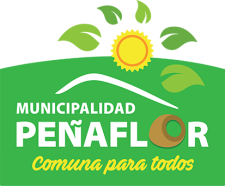 MUNICIPALIDAD
PEÑAFLOR
Comuna para todos